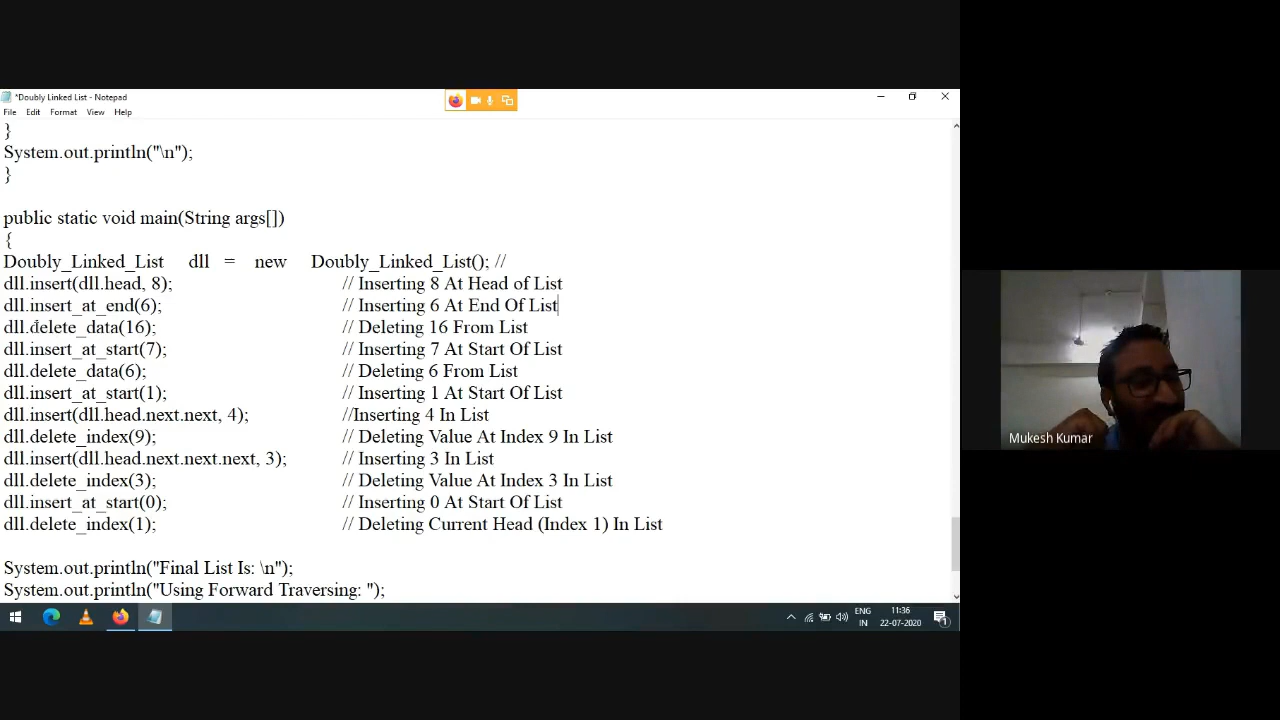 *Doubly Linked List - Notepad
File Edit Format View Help
}
System.out.println("\n");
}
public static void main(String args[])
{
Doubly_Linked_List dll = new Doubly_Linked_List(); //
dll.insert(dll.head, 8); // Inserting 8 At Head of List
dll.insert_at_end(6); // Inserting 6 At End Of List
dll.delete_data(16); // Deleting 16 From List
dll.insert_at_start(7); // Inserting 7 At Start Of List
dll.delete_data(6); // Deleting 6 From List
dll.insert_at_start(1); // Inserting 1 At Start Of List
dll.insert(dll.head.next.next, 4); //Inserting 4 In List
dll.delete_index(9); // Deleting Value At Index 9 In List
dll.insert(dll.head.next.next.next, 3); // Inserting 3 In List
dll.delete_index(3); // Deleting Value At Index 3 In List
dll.insert_at_start(0); // Inserting 0 At Start Of List
dll.delete_index(1); // Deleting Current Head (Index 1) In List
System.out.println("Final List Is: \n");
System.out.println("Using Forward Traversing: ");
ENG 11:36
IN 22-07-2020
1
Mukesh Kumar